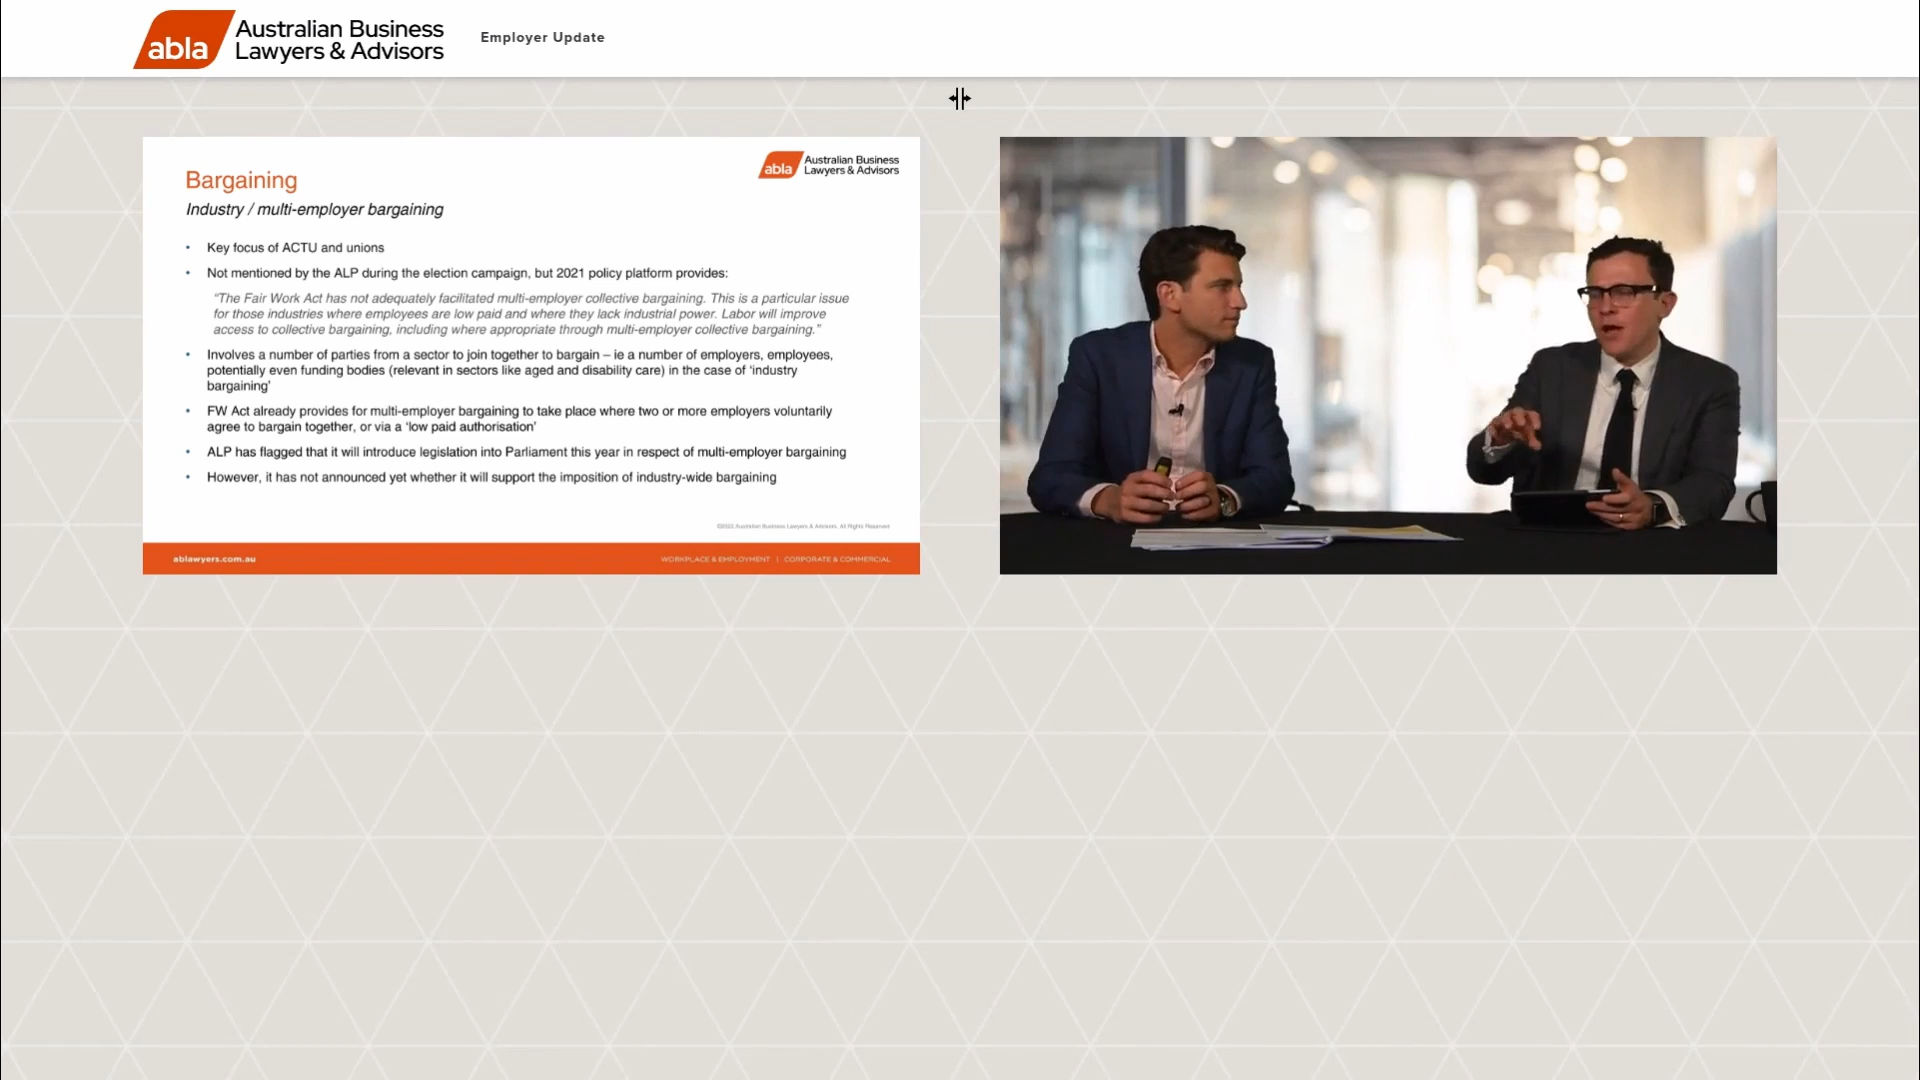 abla
Australian Business
Lawyers & Advisors
Employer Update
abla
Australian Business
Lawyers & Advisors
Bargaining
Industry / multi-employer bargaining
• Key focus of ACTU and unions
• Not mentioned by the ALP during the election campaign, but 2021 policy platform provides:
“The Fair Work Act has not adequately facilitated multi-employer collective bargaining. This is a particular issue
for those industries where employees are low paid and where they lack industrial power. Labor will improve
access to collective bargaining, including where appropriate through multi-employer collective bargaining.”
• Involves a number of parties from a sector to join together to bargain – ie a number of employers, employees,
potentially even funding bodies (relevant in sectors like aged and disability care) in the case of ‘industry
bargaining’
• FW Act already provides for multi-employer bargaining to take place where two or more employers voluntarily
agree to bargain together, or via a ‘low paid authorisation’
• ALP has flagged that it will introduce legislation into Parliament this year in respect of multi-employer bargaining
• However, it has not announced yet whether it will support the imposition of industry-wide bargaining
©2022 Australian Business Lawyers & Advisors. All Rights Reserved
ablawyers.com.au
WORKPLACE & EMPLOYMENT | CORPORATE & COMMERCIAL